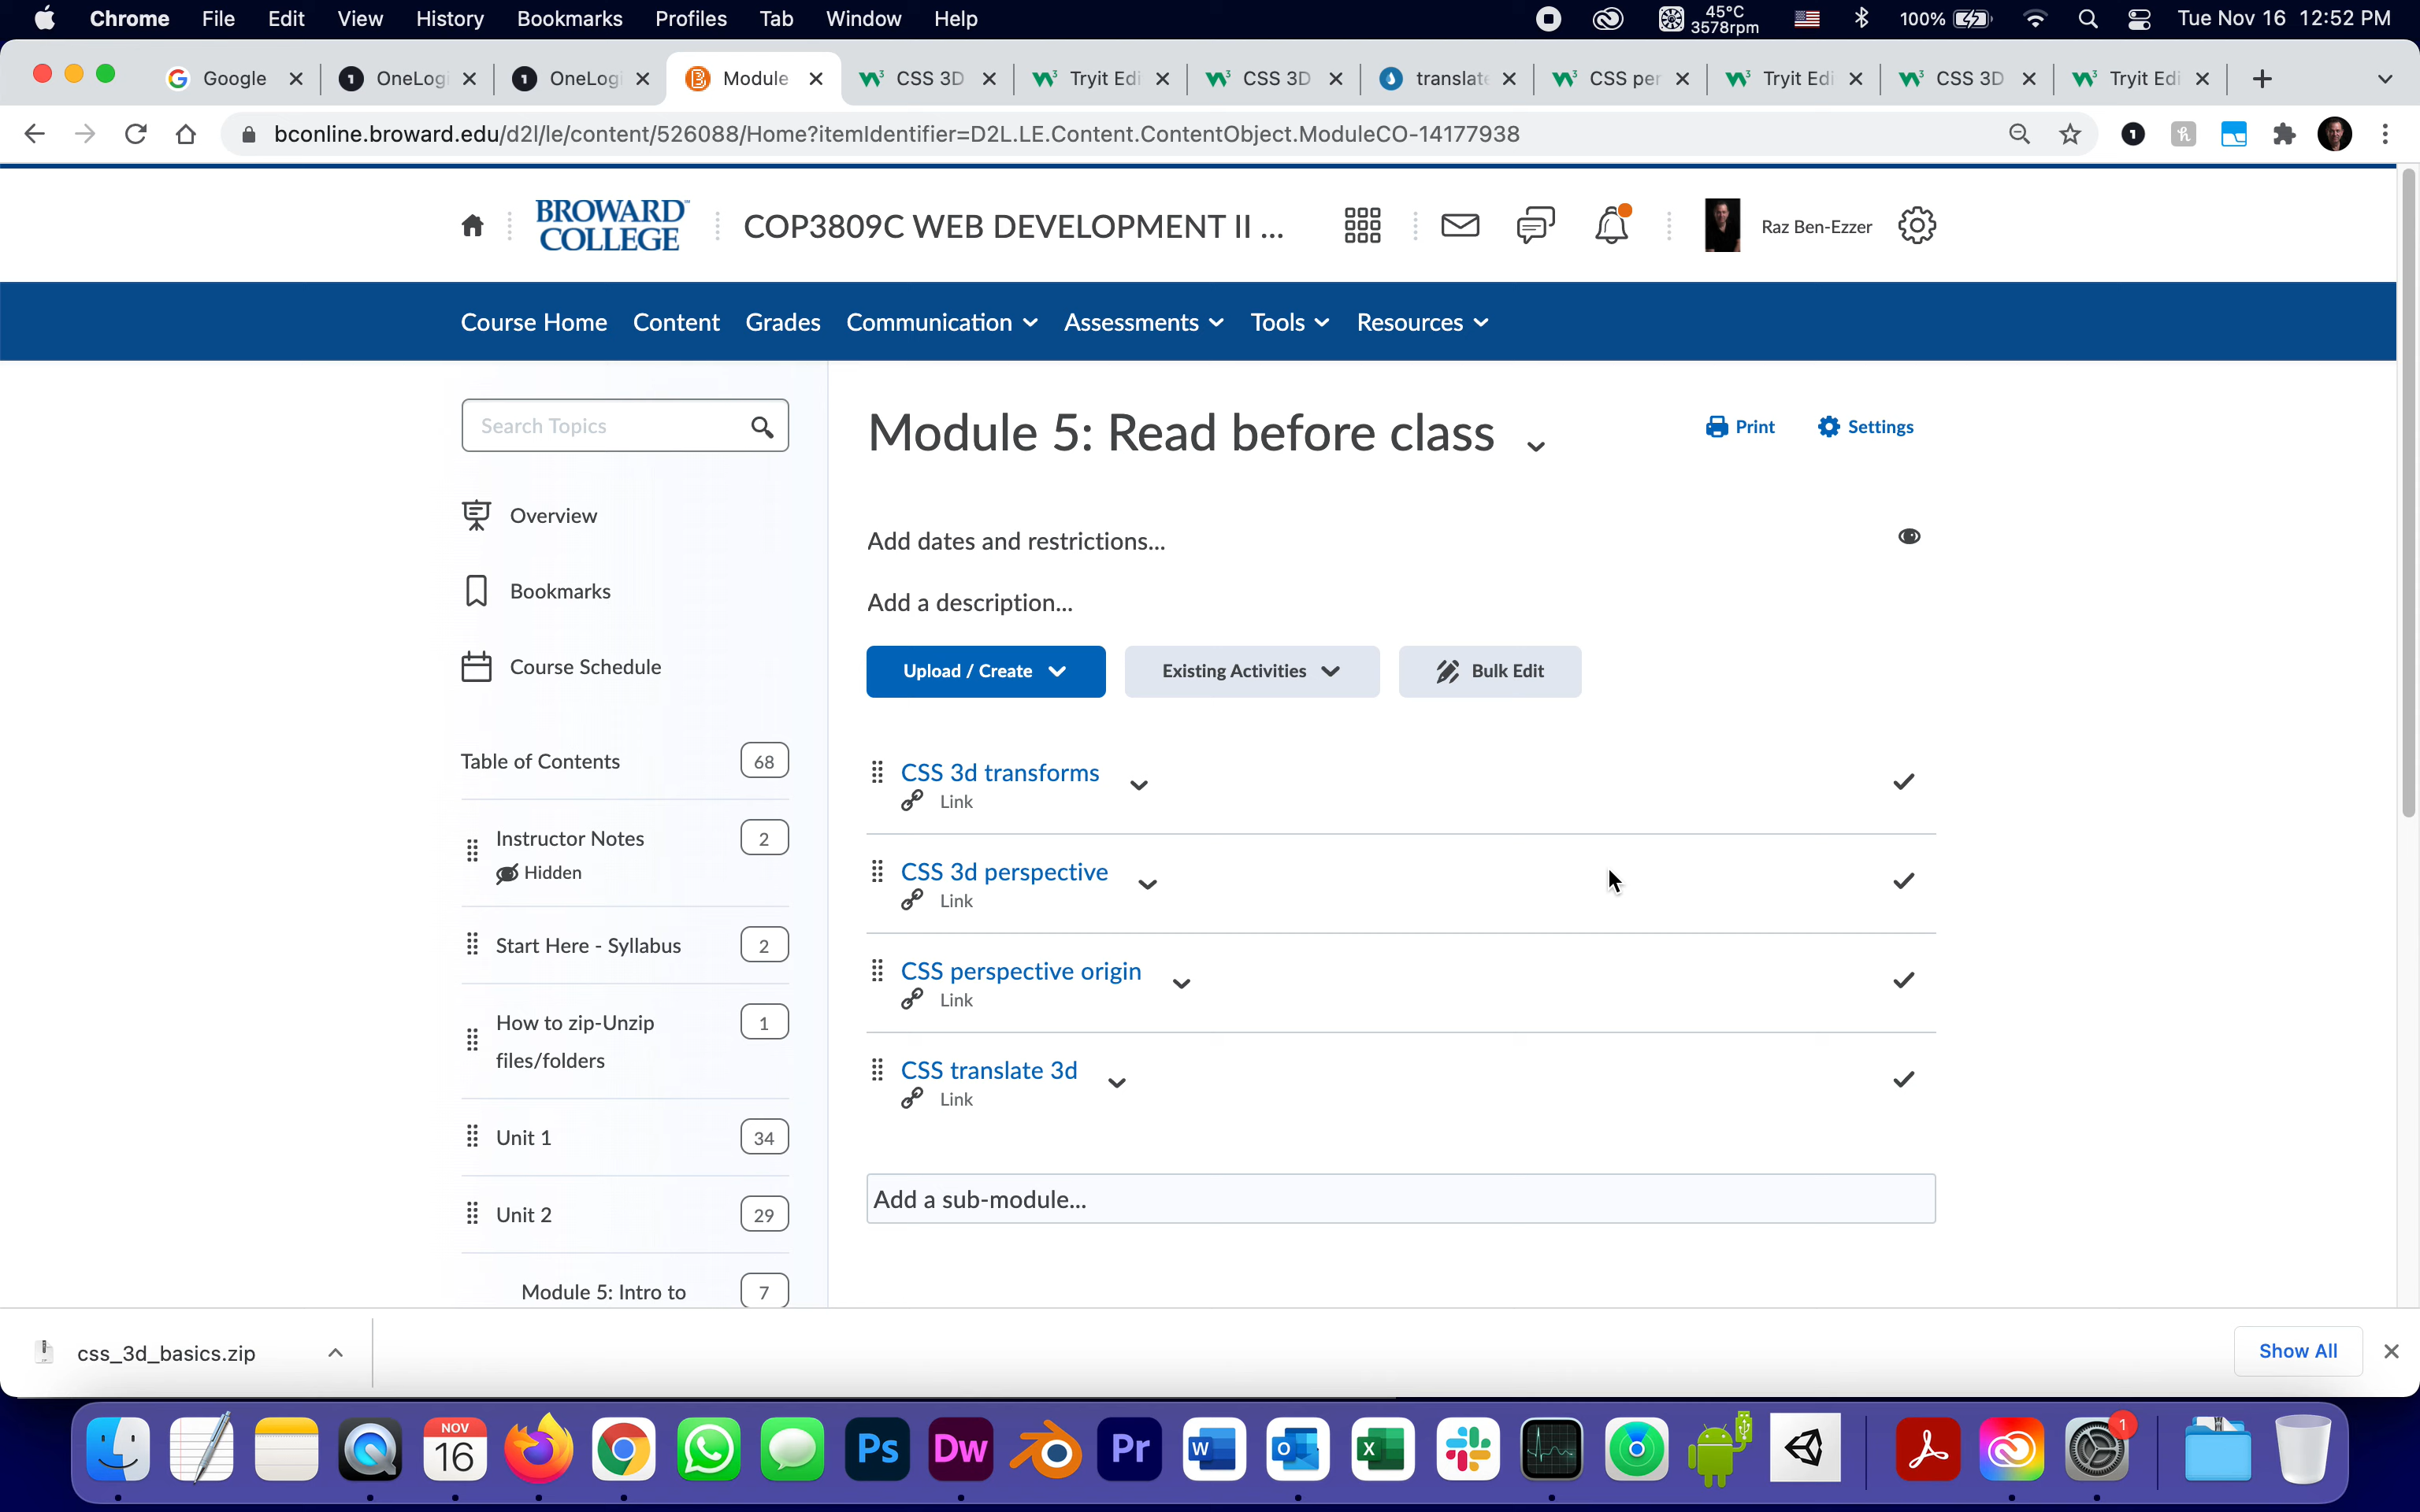 Chrome File Edit View History Bookmarks Profiles Tab Window Help 45°C 3578rpm 100% Tue Nov 16 12:52 PM
Google OneLogi OneLogi Module CSS 3D Tryit Edi CSS 3D translate CSS per Tryit Edi CSS 3D Tryit Edi
bconline.broward.edu/d2l/le/content/526088/Home?itemIdentifier=D2L.LE.Content.ContentObject.ModuleCO-14177938
BROWARD
COLLEGE
COP3809C WEB DEVELOPMENT II ...
Raz Ben-Ezzer
Course Home Content Grades Communication Assessments Tools Resources
Search Topics
Overview
Bookmarks
Course Schedule
Table of Contents 68
Instructor Notes 2
Hidden
Start Here - Syllabus 2
How to zip-Unzip 1
files/folders
Unit 1 34
Unit 2 29
Module 5: Intro to 7
Module 5: Read before class
Print Settings
Add dates and restrictions...
Add a description...
Upload / Create Existing Activities Bulk Edit
CSS 3d transforms
Link
CSS 3d perspective
Link
CSS perspective origin
Link
CSS translate 3d
Link
Add a sub-module...
css_3d_basics.zip
Show All
NOV
16
Ps Dw Pr W O X 1